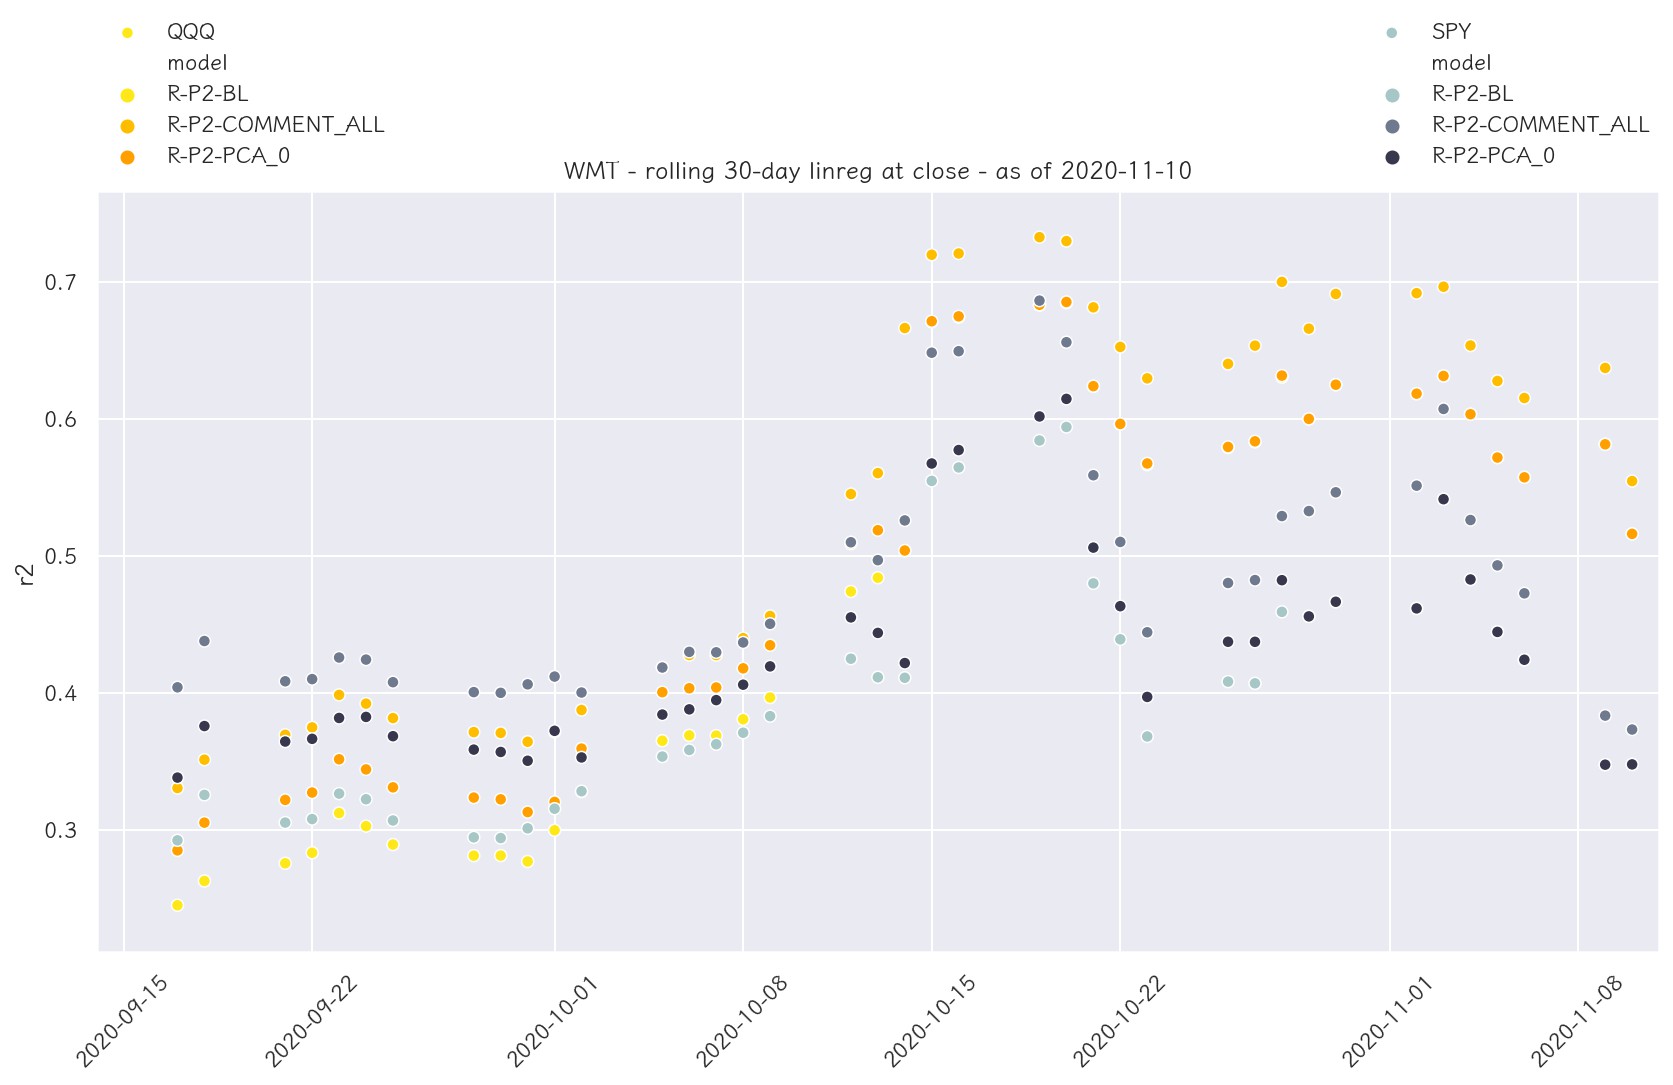 QQQ
model
R-P2-BL
R-P2-COMMENT_ALL
R-P2-PCA_0
SPY
model
R-P2-BL
R-P2-COMMENT_ALL
R-P2-PCA_0
WMT - rolling 30-day linreg at close - as of 2020-11-10
0.7
0.6
0.5
0.4
0.3
r2
2020-09-15
2020-09-22
2020-10-01
2020-10-08
2020-10-15
2020-10-22
2020-11-01
2020-11-08